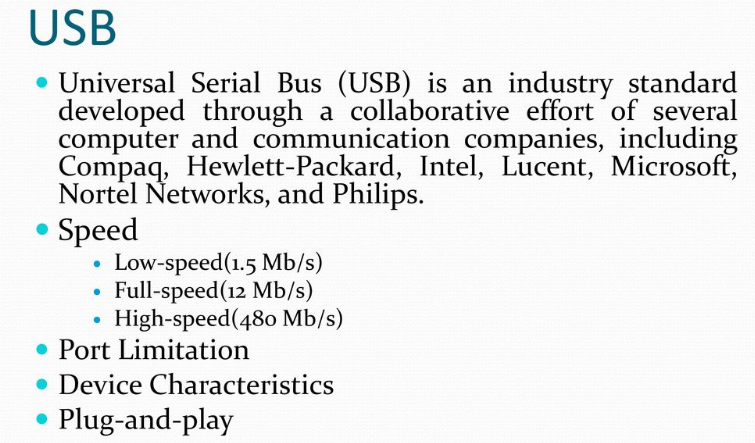 USB
• Universal Serial Bus (USB) is an industry standard
developed through a collaborative effort of several
computer and communication companies, including
Compaq, Hewlett-Packard, Intel, Lucent, Microsoft,
Nortel Networks, and Philips.
• Speed
• Low-speed(1.5 Mb/s)
• Full-speed(12 Mb/s)
• High-speed(480 Mb/s)
• Port Limitation
• Device Characteristics
• Plug-and-play